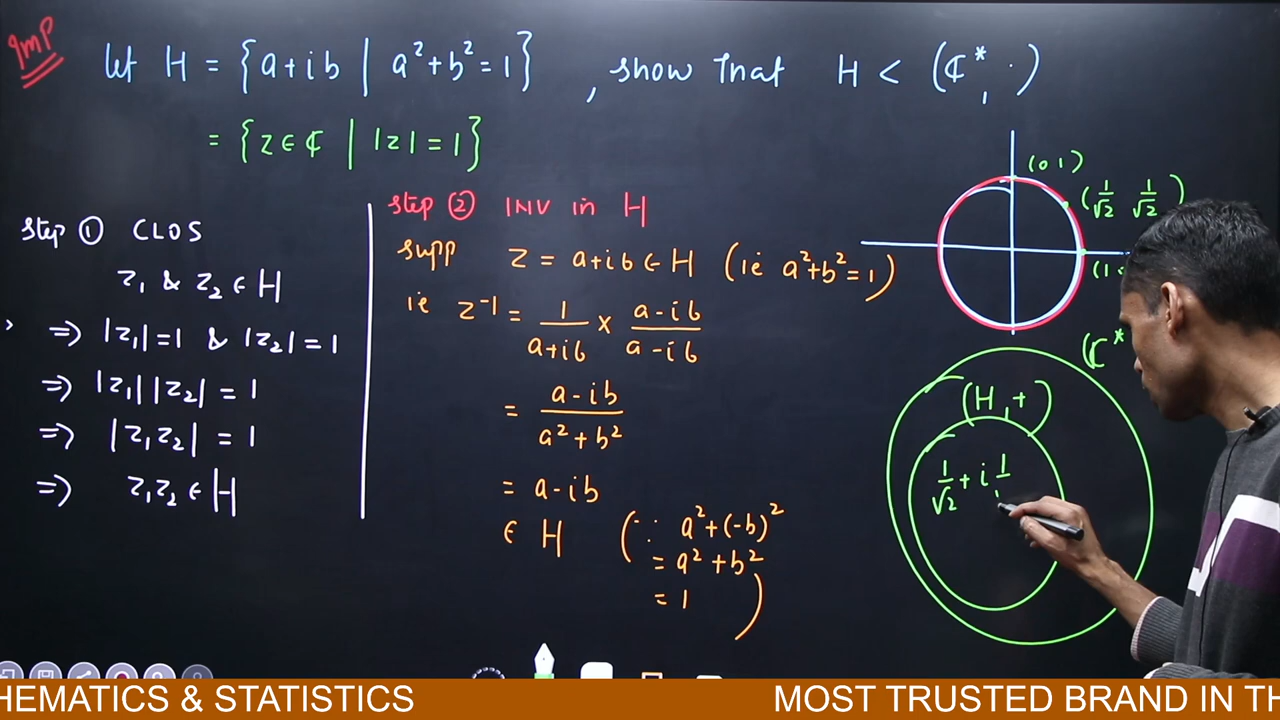 Imp
Let H = {a+ib | a²+b²=1}, show that H < (ℂ*, ·)
= {z∈ℂ | |z|=1}
Step ① CLOS
z₁ & z₂ ∈ H
=> |z₁|=1 & |z₂|=1
=> |z₁||z₂| = 1
=> |z₁z₂| = 1
=> z₁z₂ ∈ H
Step ② INV in H
supp z = a+ib ∈ H (ie a²+b²=1)
ie z⁻¹ = 1/(a+ib) × (a-ib)/(a-ib)
= (a-ib)/(a²+b²)
= a-ib
∈ H (∵ a²+(-b)²
= a²+b²
= 1)
(0 1)
(1/√2 1/√2)
(1
(ℂ*
(H,+)
1/√2 + i 1
HEMATICS & STATISTICS
MOST TRUSTED BRAND IN TH